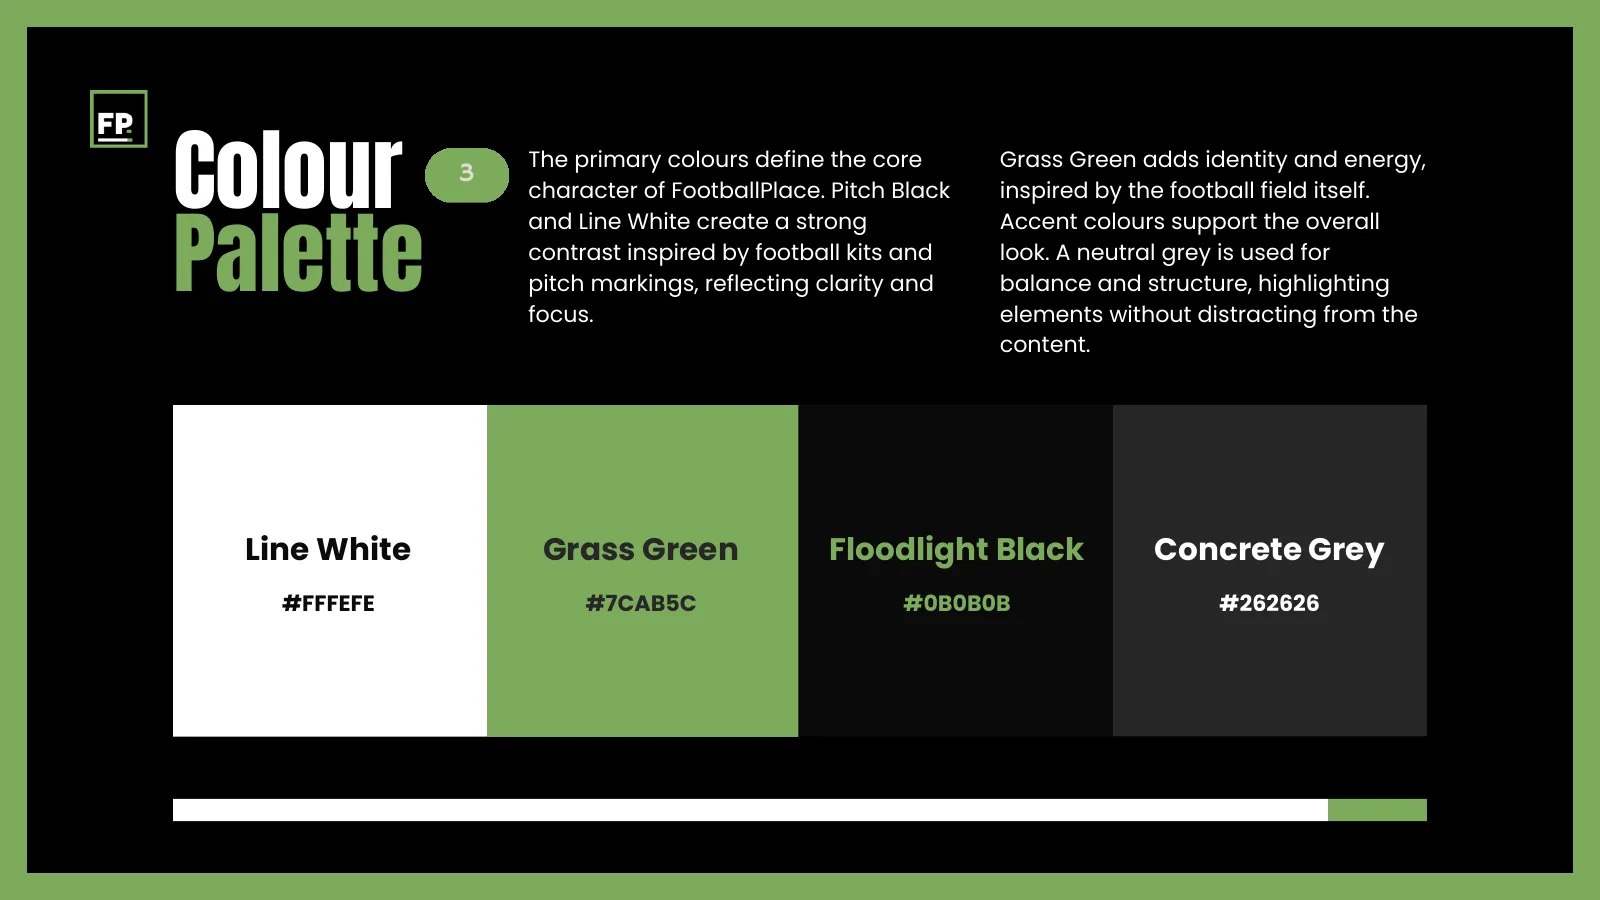 FP.
Colour
Palette
3
The primary colours define the core
character of FootballPlace. Pitch Black
and Line White create a strong
contrast inspired by football kits and
pitch markings, reflecting clarity and
focus.
Grass Green adds identity and energy,
inspired by the football field itself.
Accent colours support the overall
look. A neutral grey is used for
balance and structure, highlighting
elements without distracting from the
content.
Line White
#FFFEFE
Grass Green
#7CAB5C
Floodlight Black
#0B0B0B
Concrete Grey
#262626